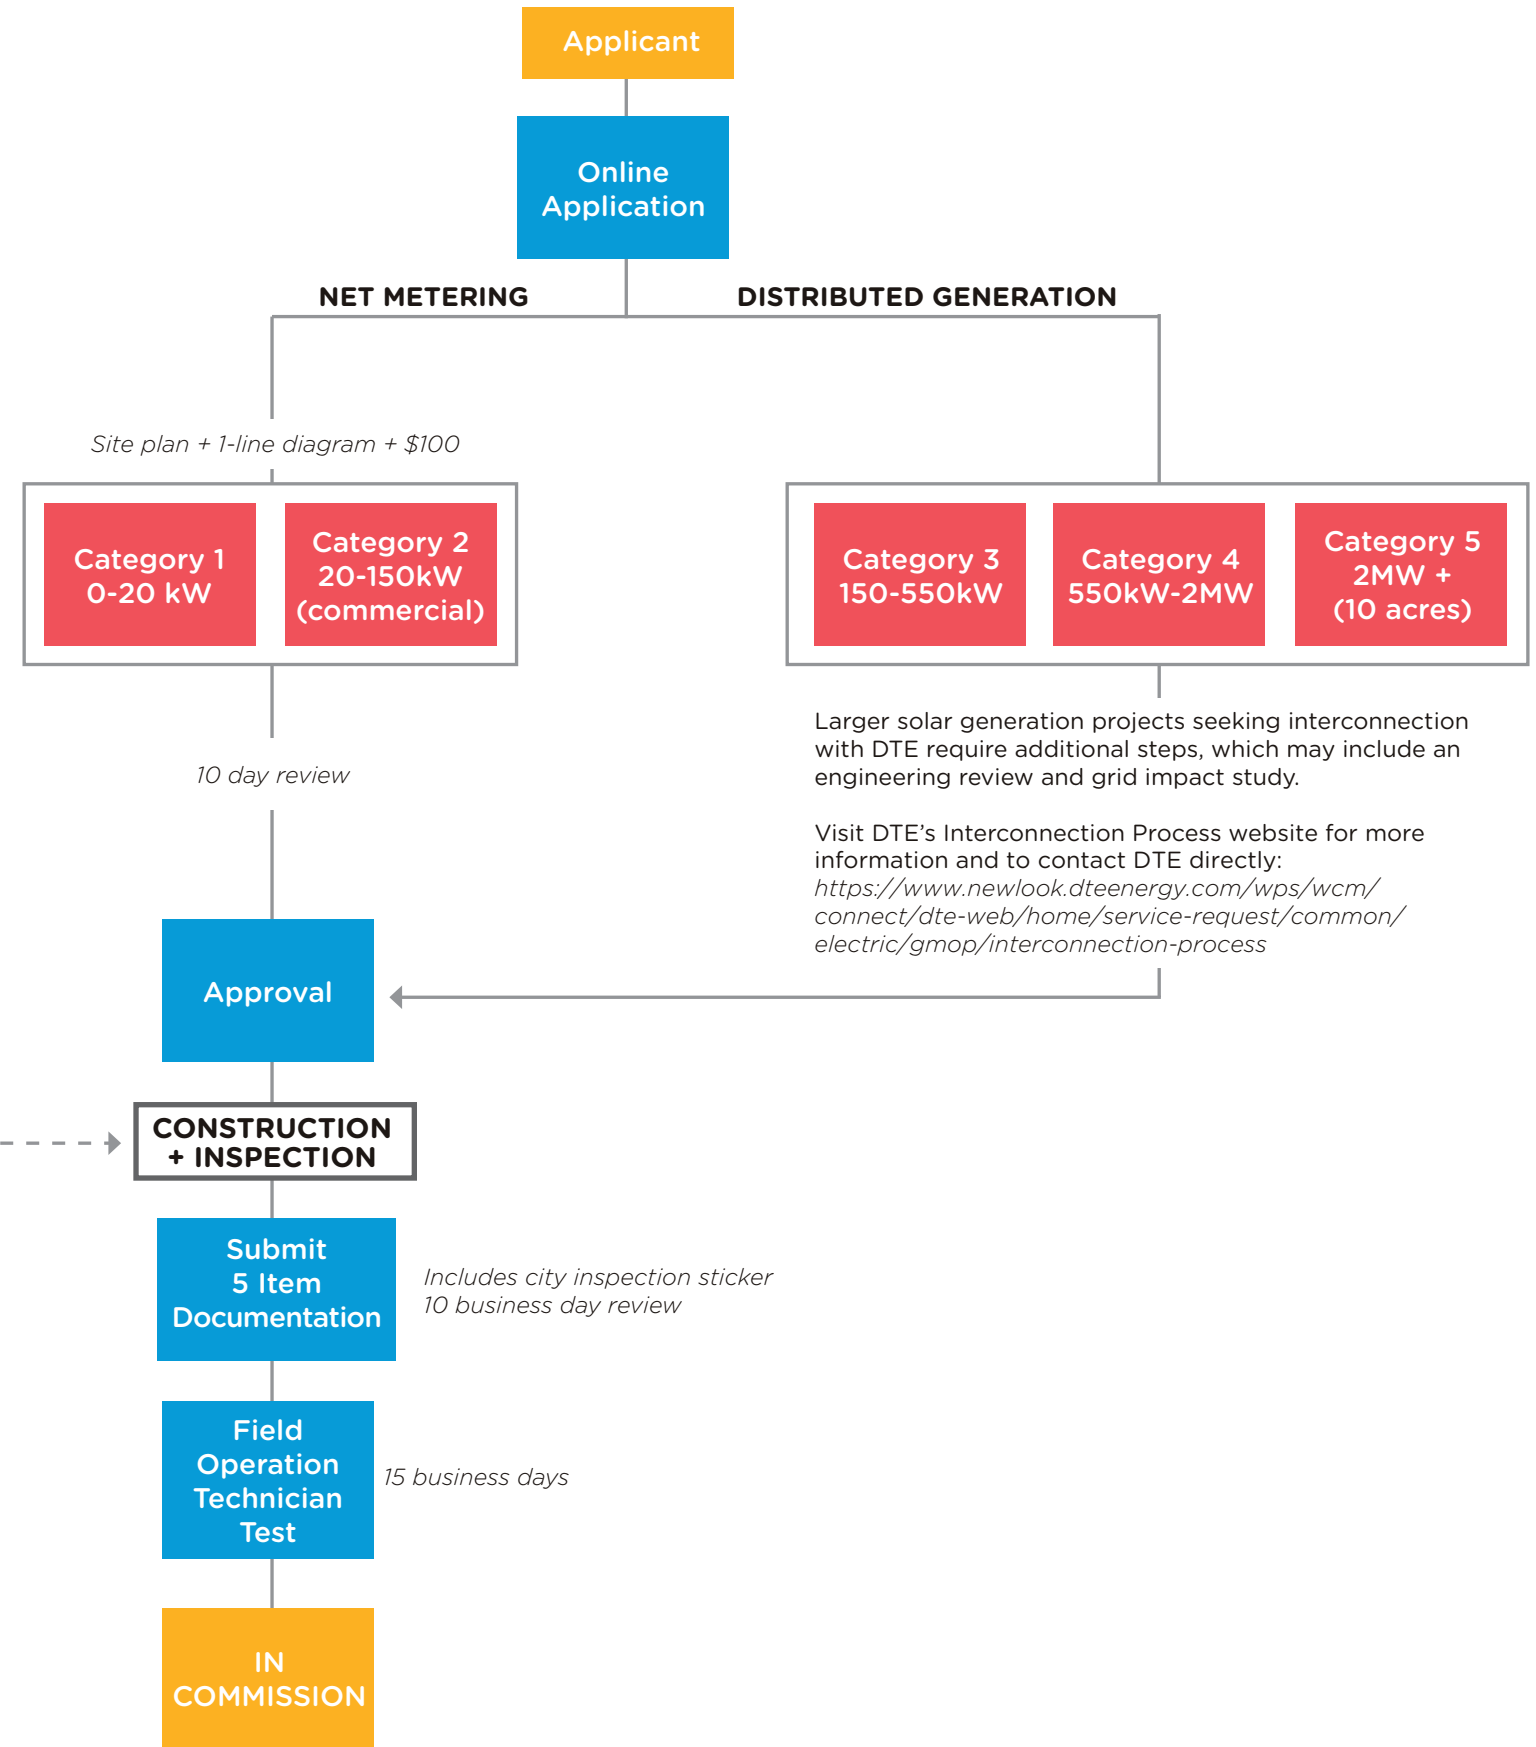 Applicant
Online
Application
NET METERING
DISTRIBUTED GENERATION
Site plan + 1-line diagram + $100
Category 1
0-20 kW
Category 2
20-150kW
(commercial)
Category 3
150-550kW
Category 4
550kW-2MW
Category 5
2MW +
(10 acres)
10 day review
Larger solar generation projects seeking interconnection
with DTE require additional steps, which may include an
engineering review and grid impact study.
Visit DTE’s Interconnection Process website for more
information and to contact DTE directly:
https://www.newlook.dteenergy.com/wps/wcm/
connect/dte-web/home/service-request/common/
electric/gmop/interconnection-process
Approval
CONSTRUCTION
+ INSPECTION
Submit
5 Item
Documentation
Includes city inspection sticker
10 business day review
Field
Operation
Technician
Test
15 business days
IN
COMMISSION